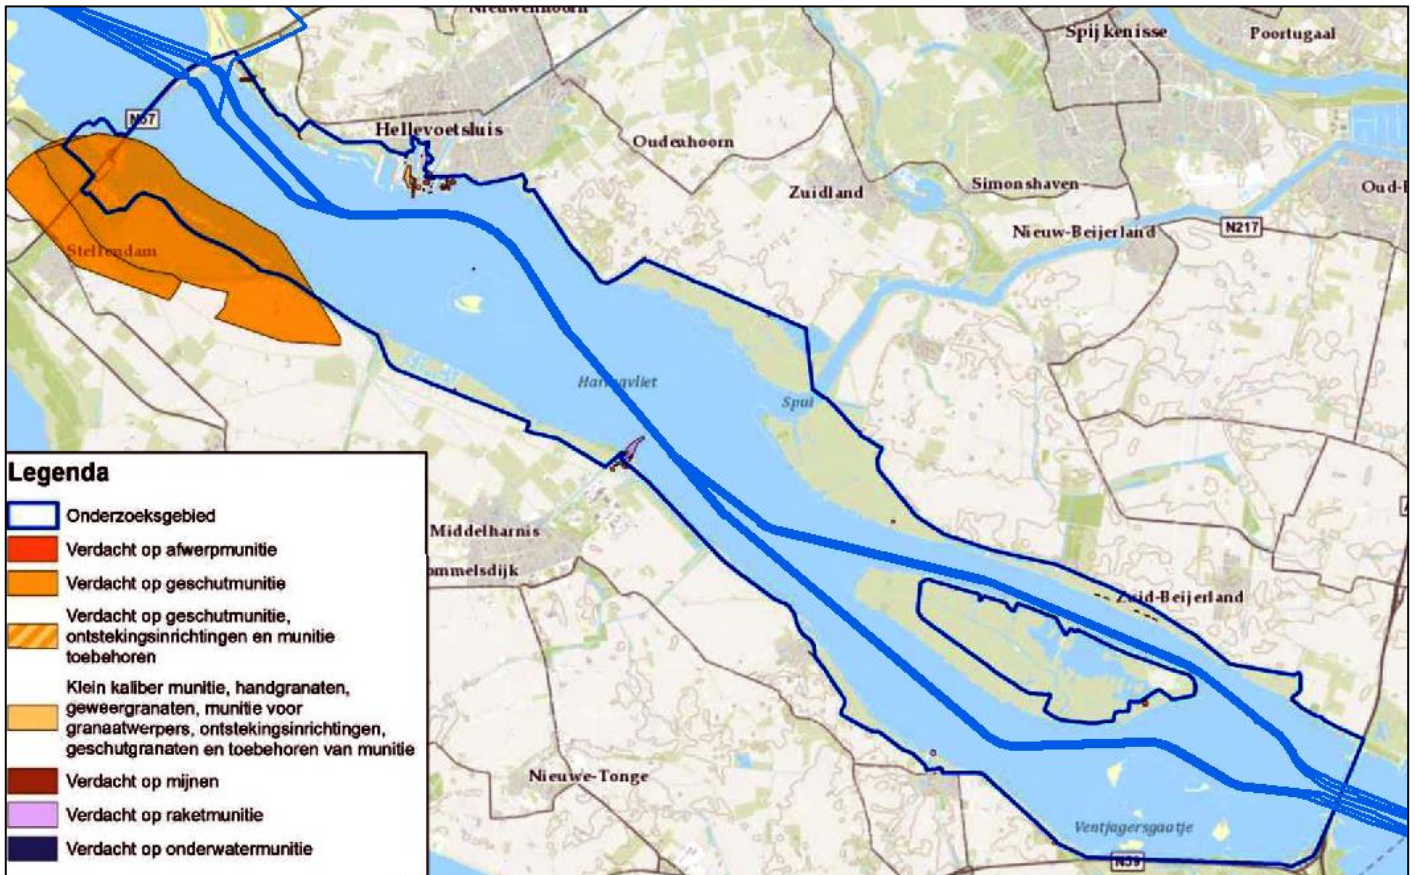 Nieuwenhoorn
Spijkenisse
Poortugaal
N57
Hellevoetsluis
Oudenhoorn
Zuidland
Simonshaven
Oud-B
Nieuw-Beijerland
N217
Stellendam
Haringvliet
Spui
Legenda
Onderzoeksgebied
Verdacht op afwerpmunitie
Verdacht op geschutmunitie
Verdacht op geschutmunitie,
ontstekingsinrichtingen en munitie
toebehoren
Klein kaliber munitie, handgranaten,
geweergranaten, munitie voor
granaatwerpers, ontstekingsinrichtingen,
geschutgranaten en toebehoren van munitie
Verdacht op mijnen
Verdacht op raketmunitie
Verdacht op onderwatermunitie
Middelharnis
ommelsdijk
Zuid-Beijerland
Nieuwe-Tonge
Ventjagersgaatje
N59